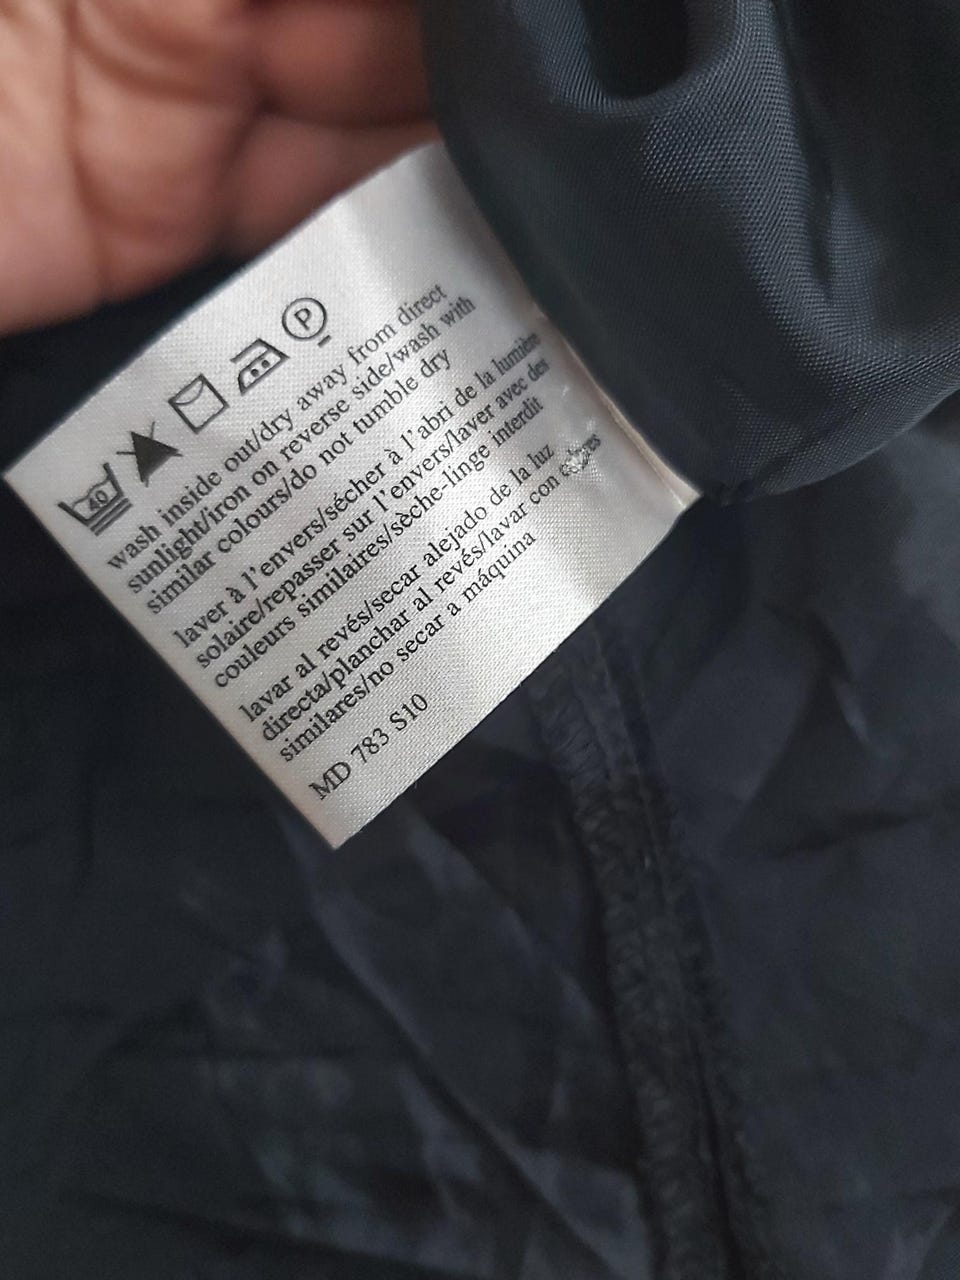 40 P
wash inside out/dry away from direct
sunlight/iron on reverse side/wash with
similar colours/do not tumble dry
laver à l'envers/sécher à l'abri de la lumière
solaire/repasser sur l'envers/laver avec des
couleurs similaires/sèche-linge interdit
lavar al revés/secar alejado de la luz
directa/planchar al revés/lavar con
similares/no secar a máquina
MD 783 S10